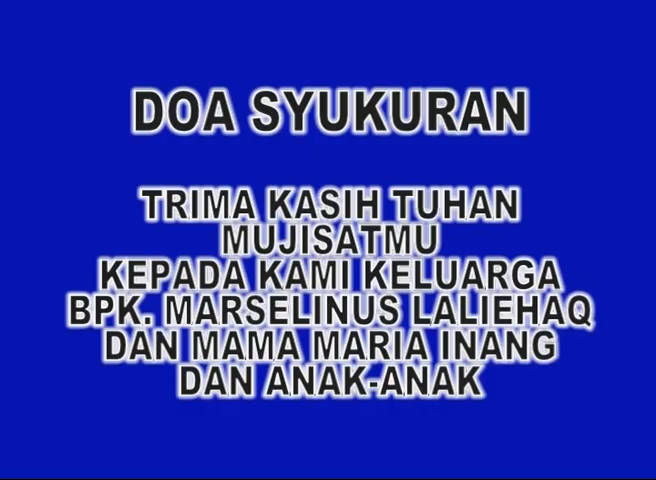 DOA SYUKURAN
TRIMA KASIH TUHAN
MUJISATMU
KEPADA KAMI KELUARGA
BPK. MARSELINUS LALIEHAQ
DAN MAMA MARIA INANG
DAN ANAK-ANAK